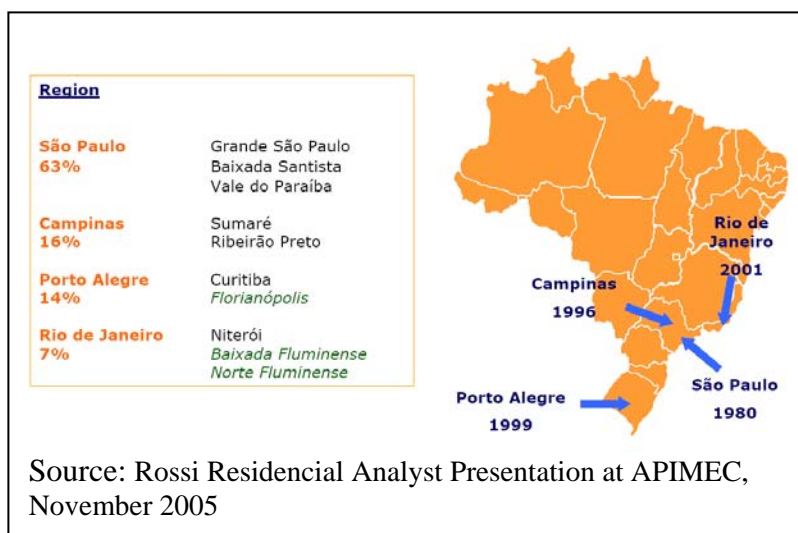 Region
São Paulo
63%
Grande São Paulo
Baixada Santista
Vale do Paraíba
Campinas
16%
Sumaré
Ribeirão Preto
Porto Alegre
14%
Curitiba
Florianópolis
Rio de Janeiro
7%
Niterói
Baixada Fluminense
Norte Fluminense
Rio de
Janeiro
2001
Campinas
1996
São Paulo
1980
Porto Alegre
1999
Source: Rossi Residencial Analyst Presentation at APIMEC,
November 2005